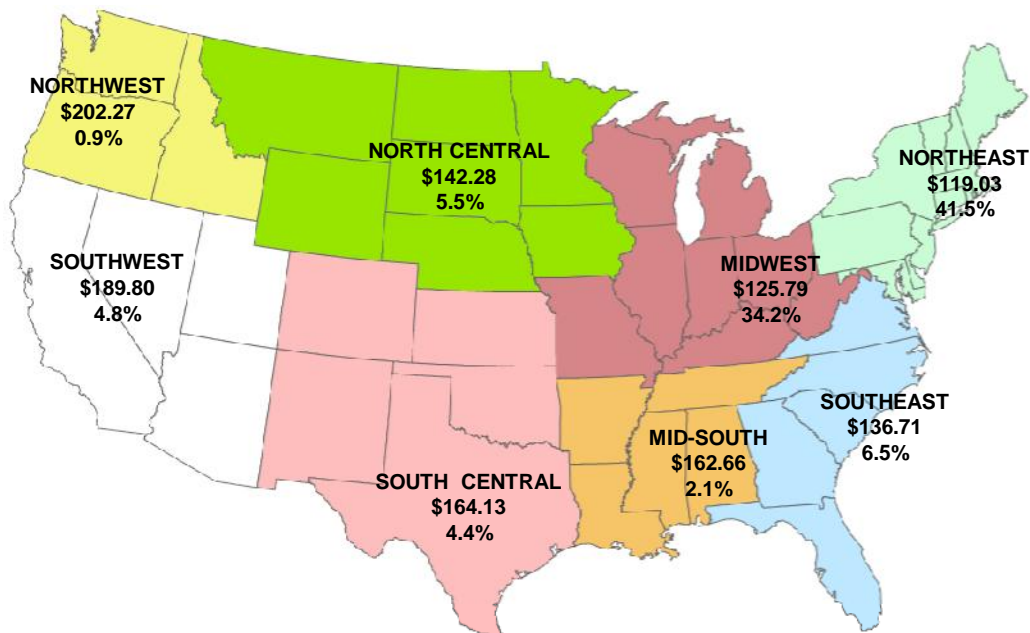 NORTHWEST
$202.27
0.9%
NORTH CENTRAL
$142.28
5.5%
NORTHEAST
$119.03
41.5%
SOUTHWEST
$189.80
4.8%
MIDWEST
$125.79
34.2%
SOUTHEAST
$136.71
6.5%
MID-SOUTH
$162.66
2.1%
SOUTH CENTRAL
$164.13
4.4%